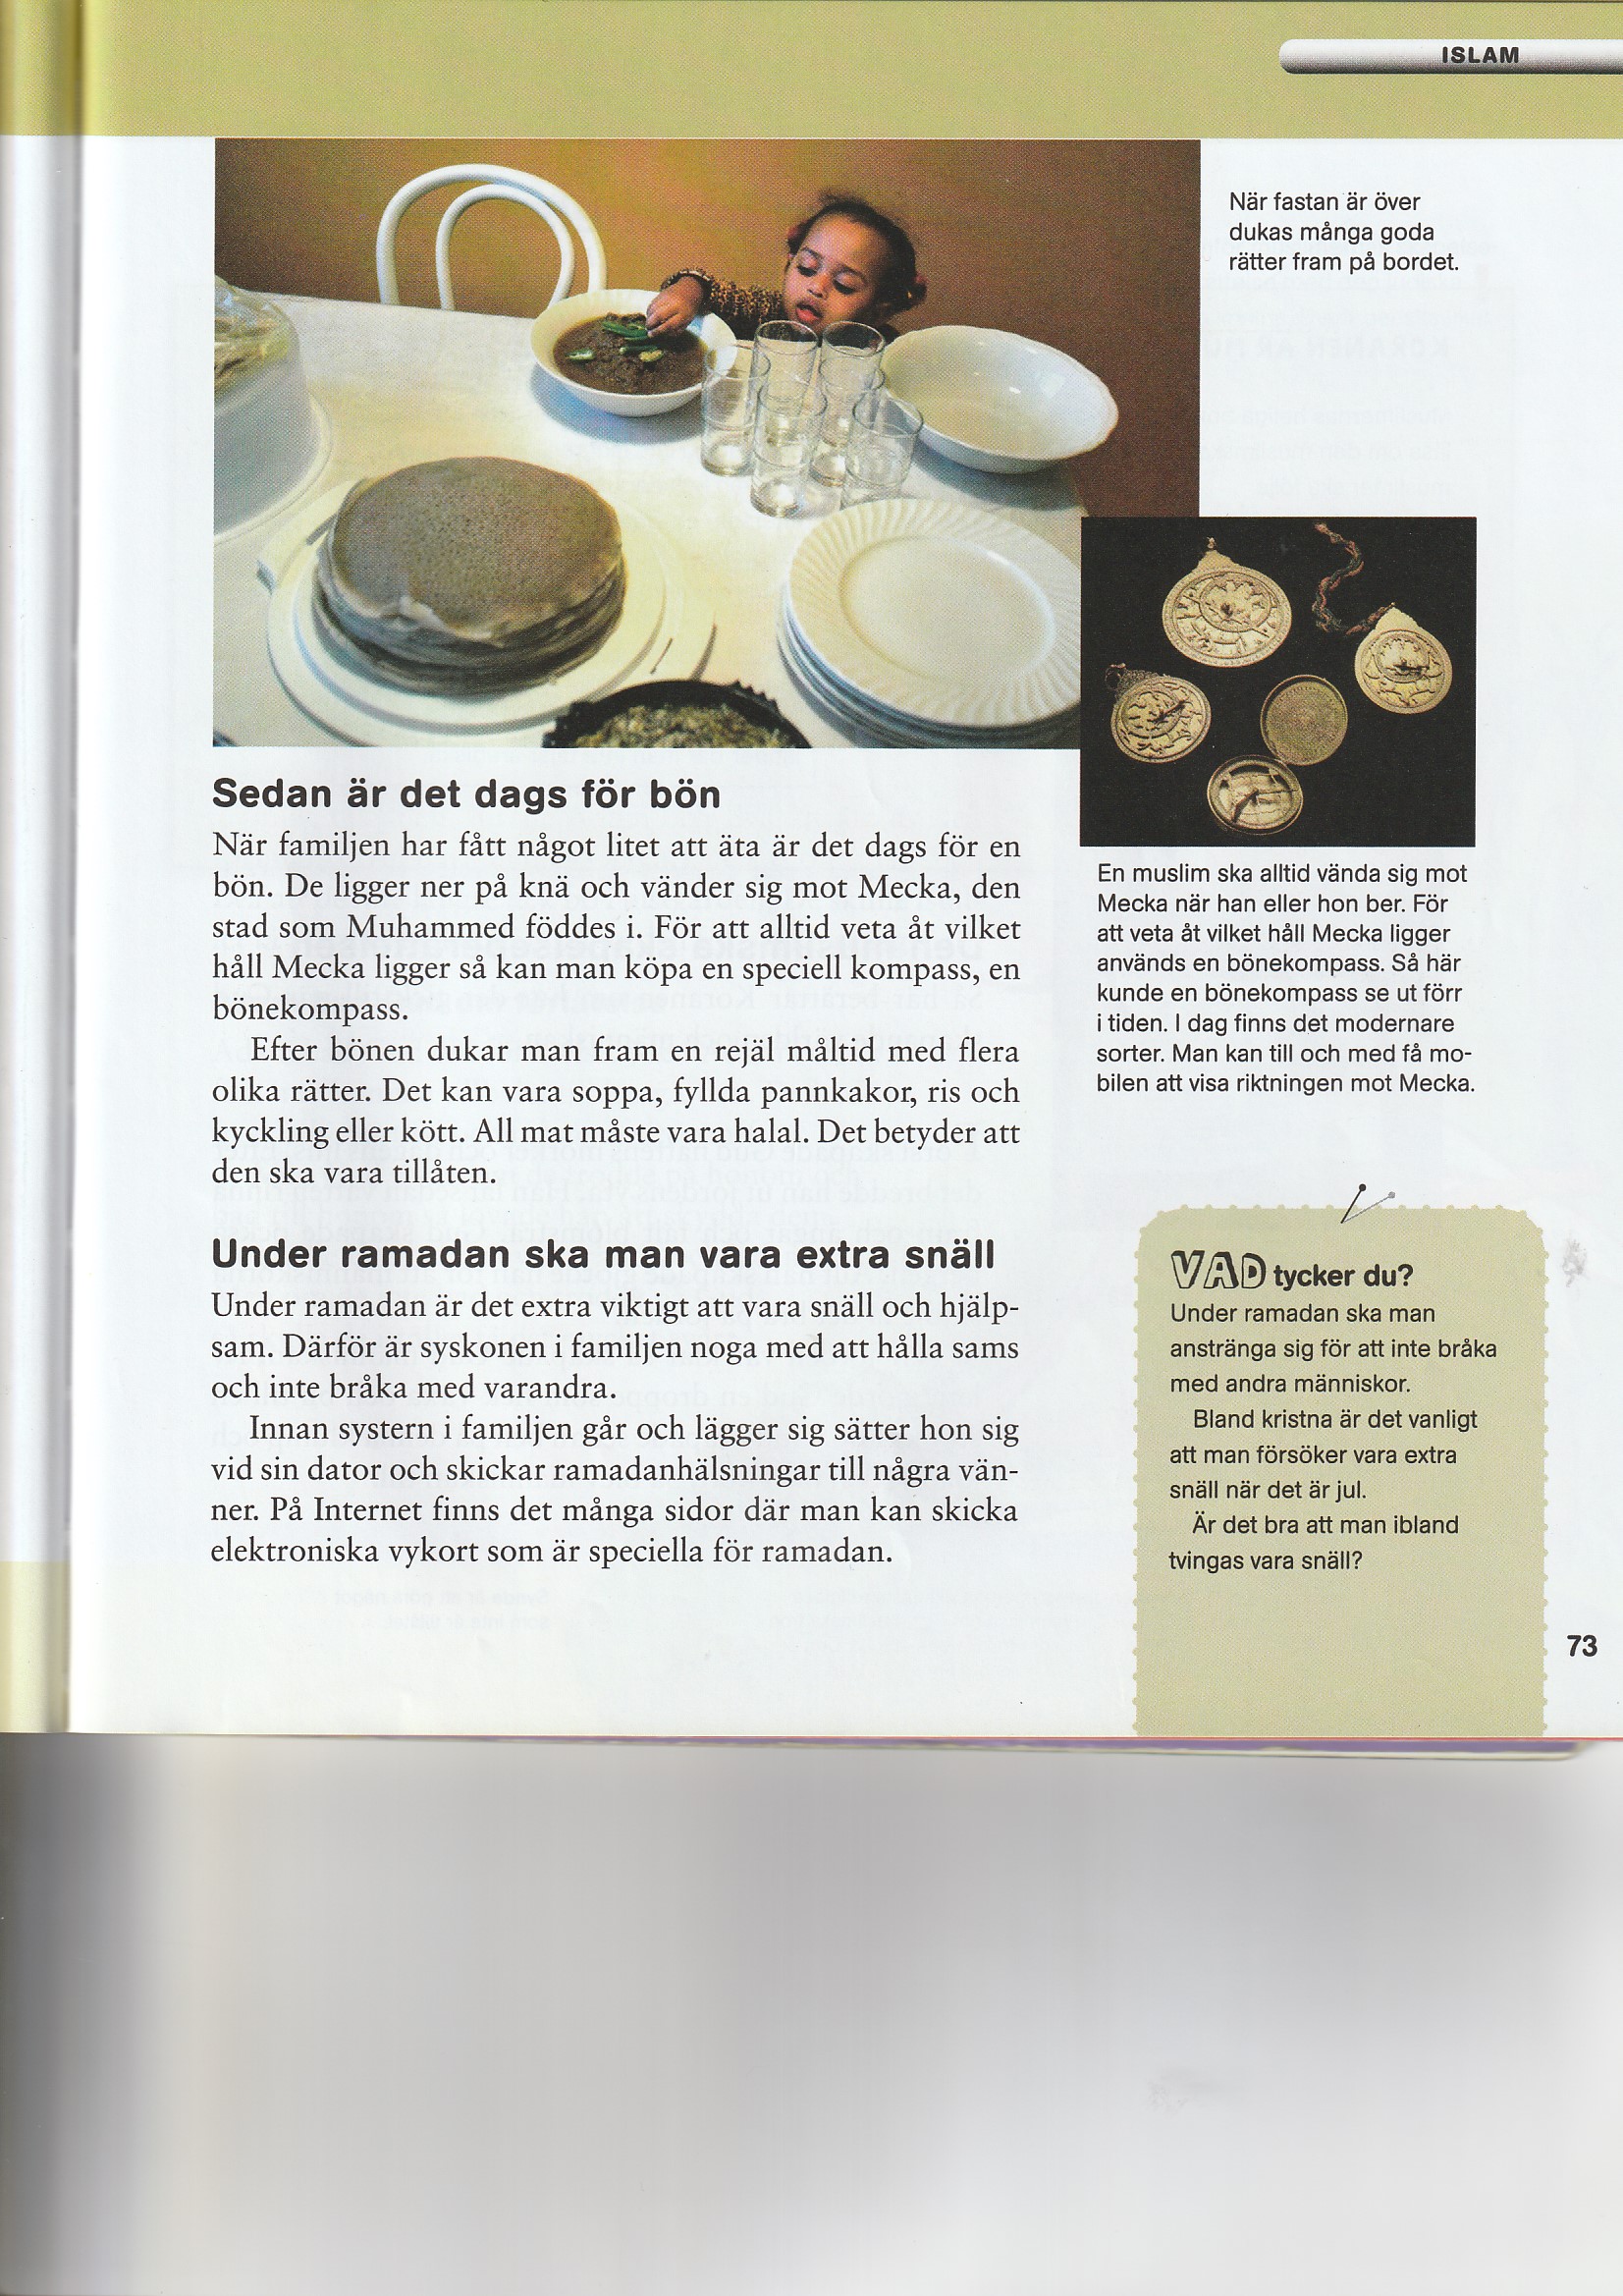 ISLAM
När fastan är över
dukas många goda
rätter fram på bordet.
Sedan är det dags för bön
När familjen har fått något litet att äta är det dags för en
bön. De ligger ner på knä och vänder sig mot Mecka, den
stad som Muhammed föddes i. För att alltid veta åt vilket
håll Mecka ligger så kan man köpa en speciell kompass, en
bönekompass.
Efter bönen dukar man fram en rejäl måltid med flera
olika rätter. Det kan vara soppa, fyllda pannkakor, ris och
kyckling eller kött. All mat måste vara halal. Det betyder att
den ska vara tillåten.
Under ramadan ska man vara extra snäll
Under ramadan är det extra viktigt att vara snäll och hjälp-
sam. Därför är syskonen i familjen noga med att hålla sams
och inte bråka med varandra.
Innan systern i familjen går och lägger sig sätter hon sig
vid sin dator och skickar ramadanhälsningar till några vän-
ner. På Internet finns det många sidor där man kan skicka
elektroniska vykort som är speciella för ramadan.
En muslim ska alltid vända sig mot
Mecka när han eller hon ber. För
att veta åt vilket håll Mecka ligger
används en bönekompass. Så här
kunde en bönekompass se ut förr
i tiden. I dag finns det modernare
sorter. Man kan till och med få mo-
bilen att visa riktningen mot Mecka.
VAD tycker du?
Under ramadan ska man
anstränga sig för att inte bråka
med andra människor.
Bland kristna är det vanligt
att man försöker vara extra
snäll när det är jul.
Är det bra att man ibland
tvingas vara snäll?
73